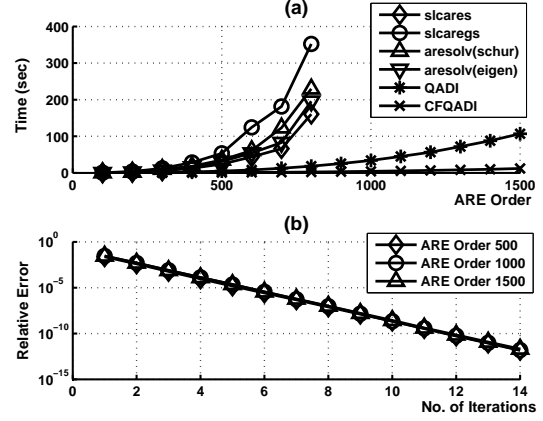 (a)
400
300
200
100
0
Time (sec)
0
500
1000
1500
ARE Order
slcares
slcaregs
aresolv(schur)
aresolv(eigen)
QADI
CFQADI
(b)
10^0
10^-5
10^-10
10^-15
Relative Error
0
2
4
6
8
10
12
14
No. of Iterations
ARE Order 500
ARE Order 1000
ARE Order 1500